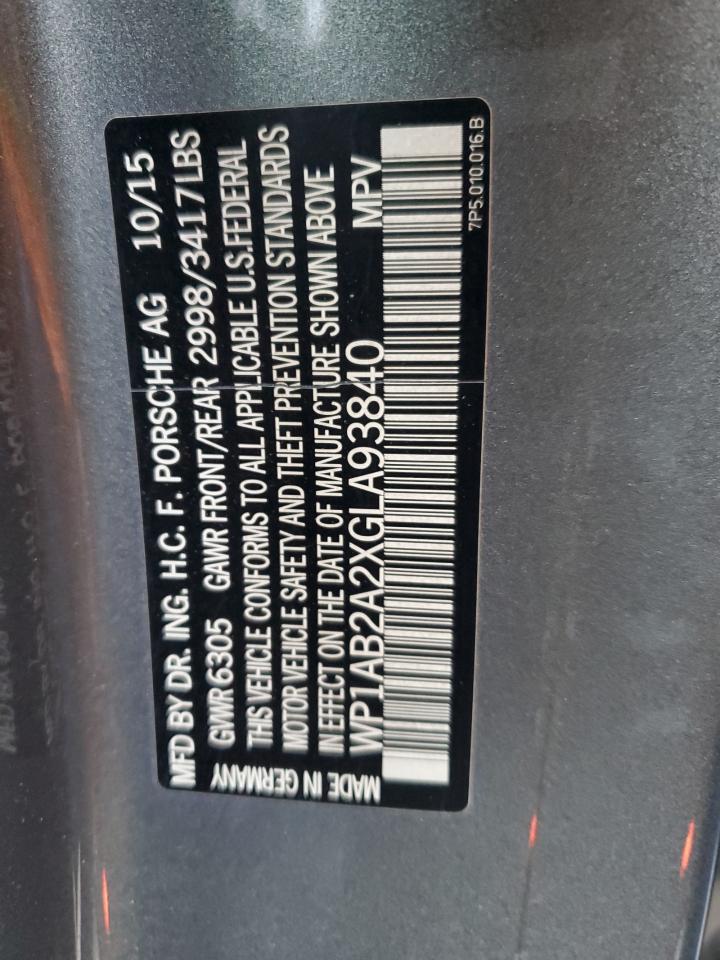 MFD BY DR. ING. H.C. F. PORSCHE AG 10/15
GWR 6305 GAWR FRONT/REAR 2998/3417LBS
THIS VEHICLE CONFORMS TO ALL APPLICABLE U.S.FEDERAL
MOTOR VEHICLE SAFETY AND THEFT PREVENTION STANDARDS
IN EFFECT ON THE DATE OF MANUFACTURE SHOWN ABOVE
WP1AB2A2XGLA93840 MPV
MADE IN GERMANY
7P5.010.016.B